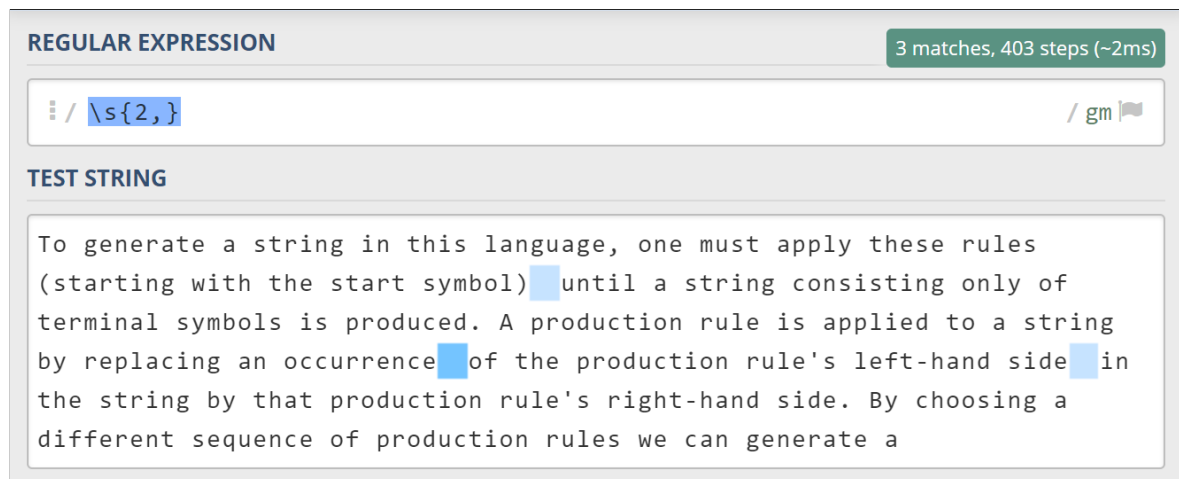 REGULAR EXPRESSION
3 matches, 403 steps (~2ms)
/ \s{2,} / gm
TEST STRING
To generate a string in this language, one must apply these rules
(starting with the start symbol)  until a string consisting only of
terminal symbols is produced. A production rule is applied to a string
by replacing an occurrence  of the production rule's left-hand side  in
the string by that production rule's right-hand side. By choosing a
different sequence of production rules we can generate a